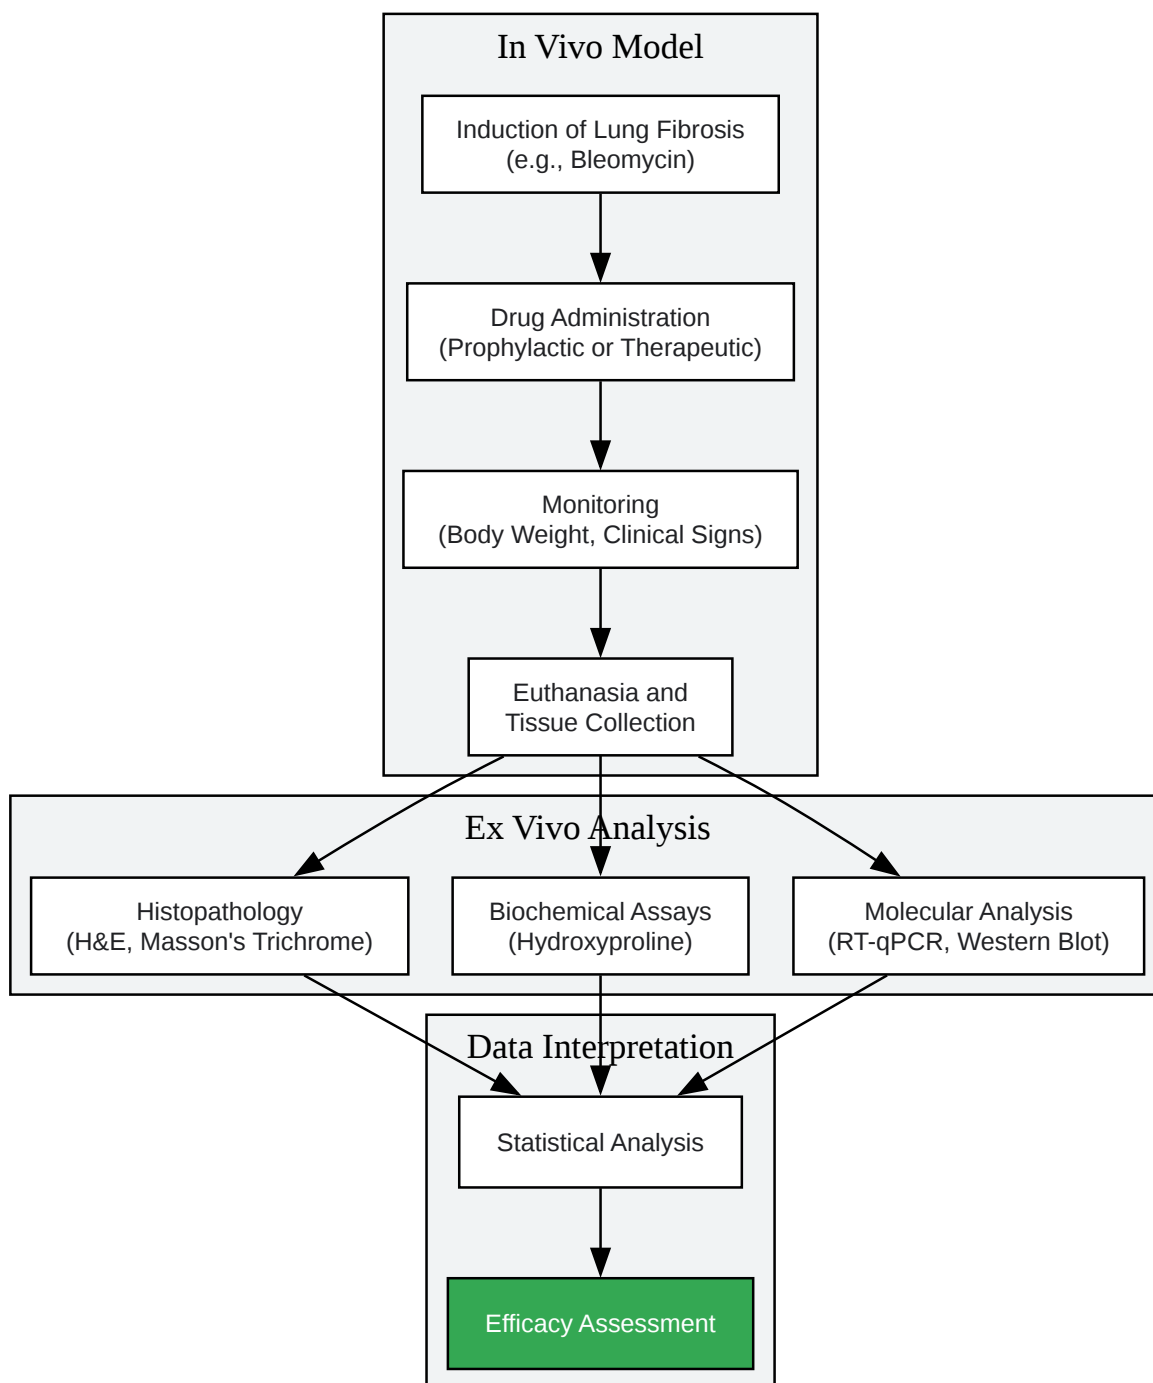 In Vivo Model
Induction of Lung Fibrosis
(e.g., Bleomycin)
Drug Administration
(Prophylactic or Therapeutic)
Monitoring
(Body Weight, Clinical Signs)
Euthanasia and
Tissue Collection
Ex Vivo Analysis
Histopathology
(H&E, Masson's Trichrome)
Biochemical Assays
(Hydroxyproline)
Molecular Analysis
(RT-qPCR, Western Blot)
Data Interpretation
Statistical Analysis
Efficacy Assessment